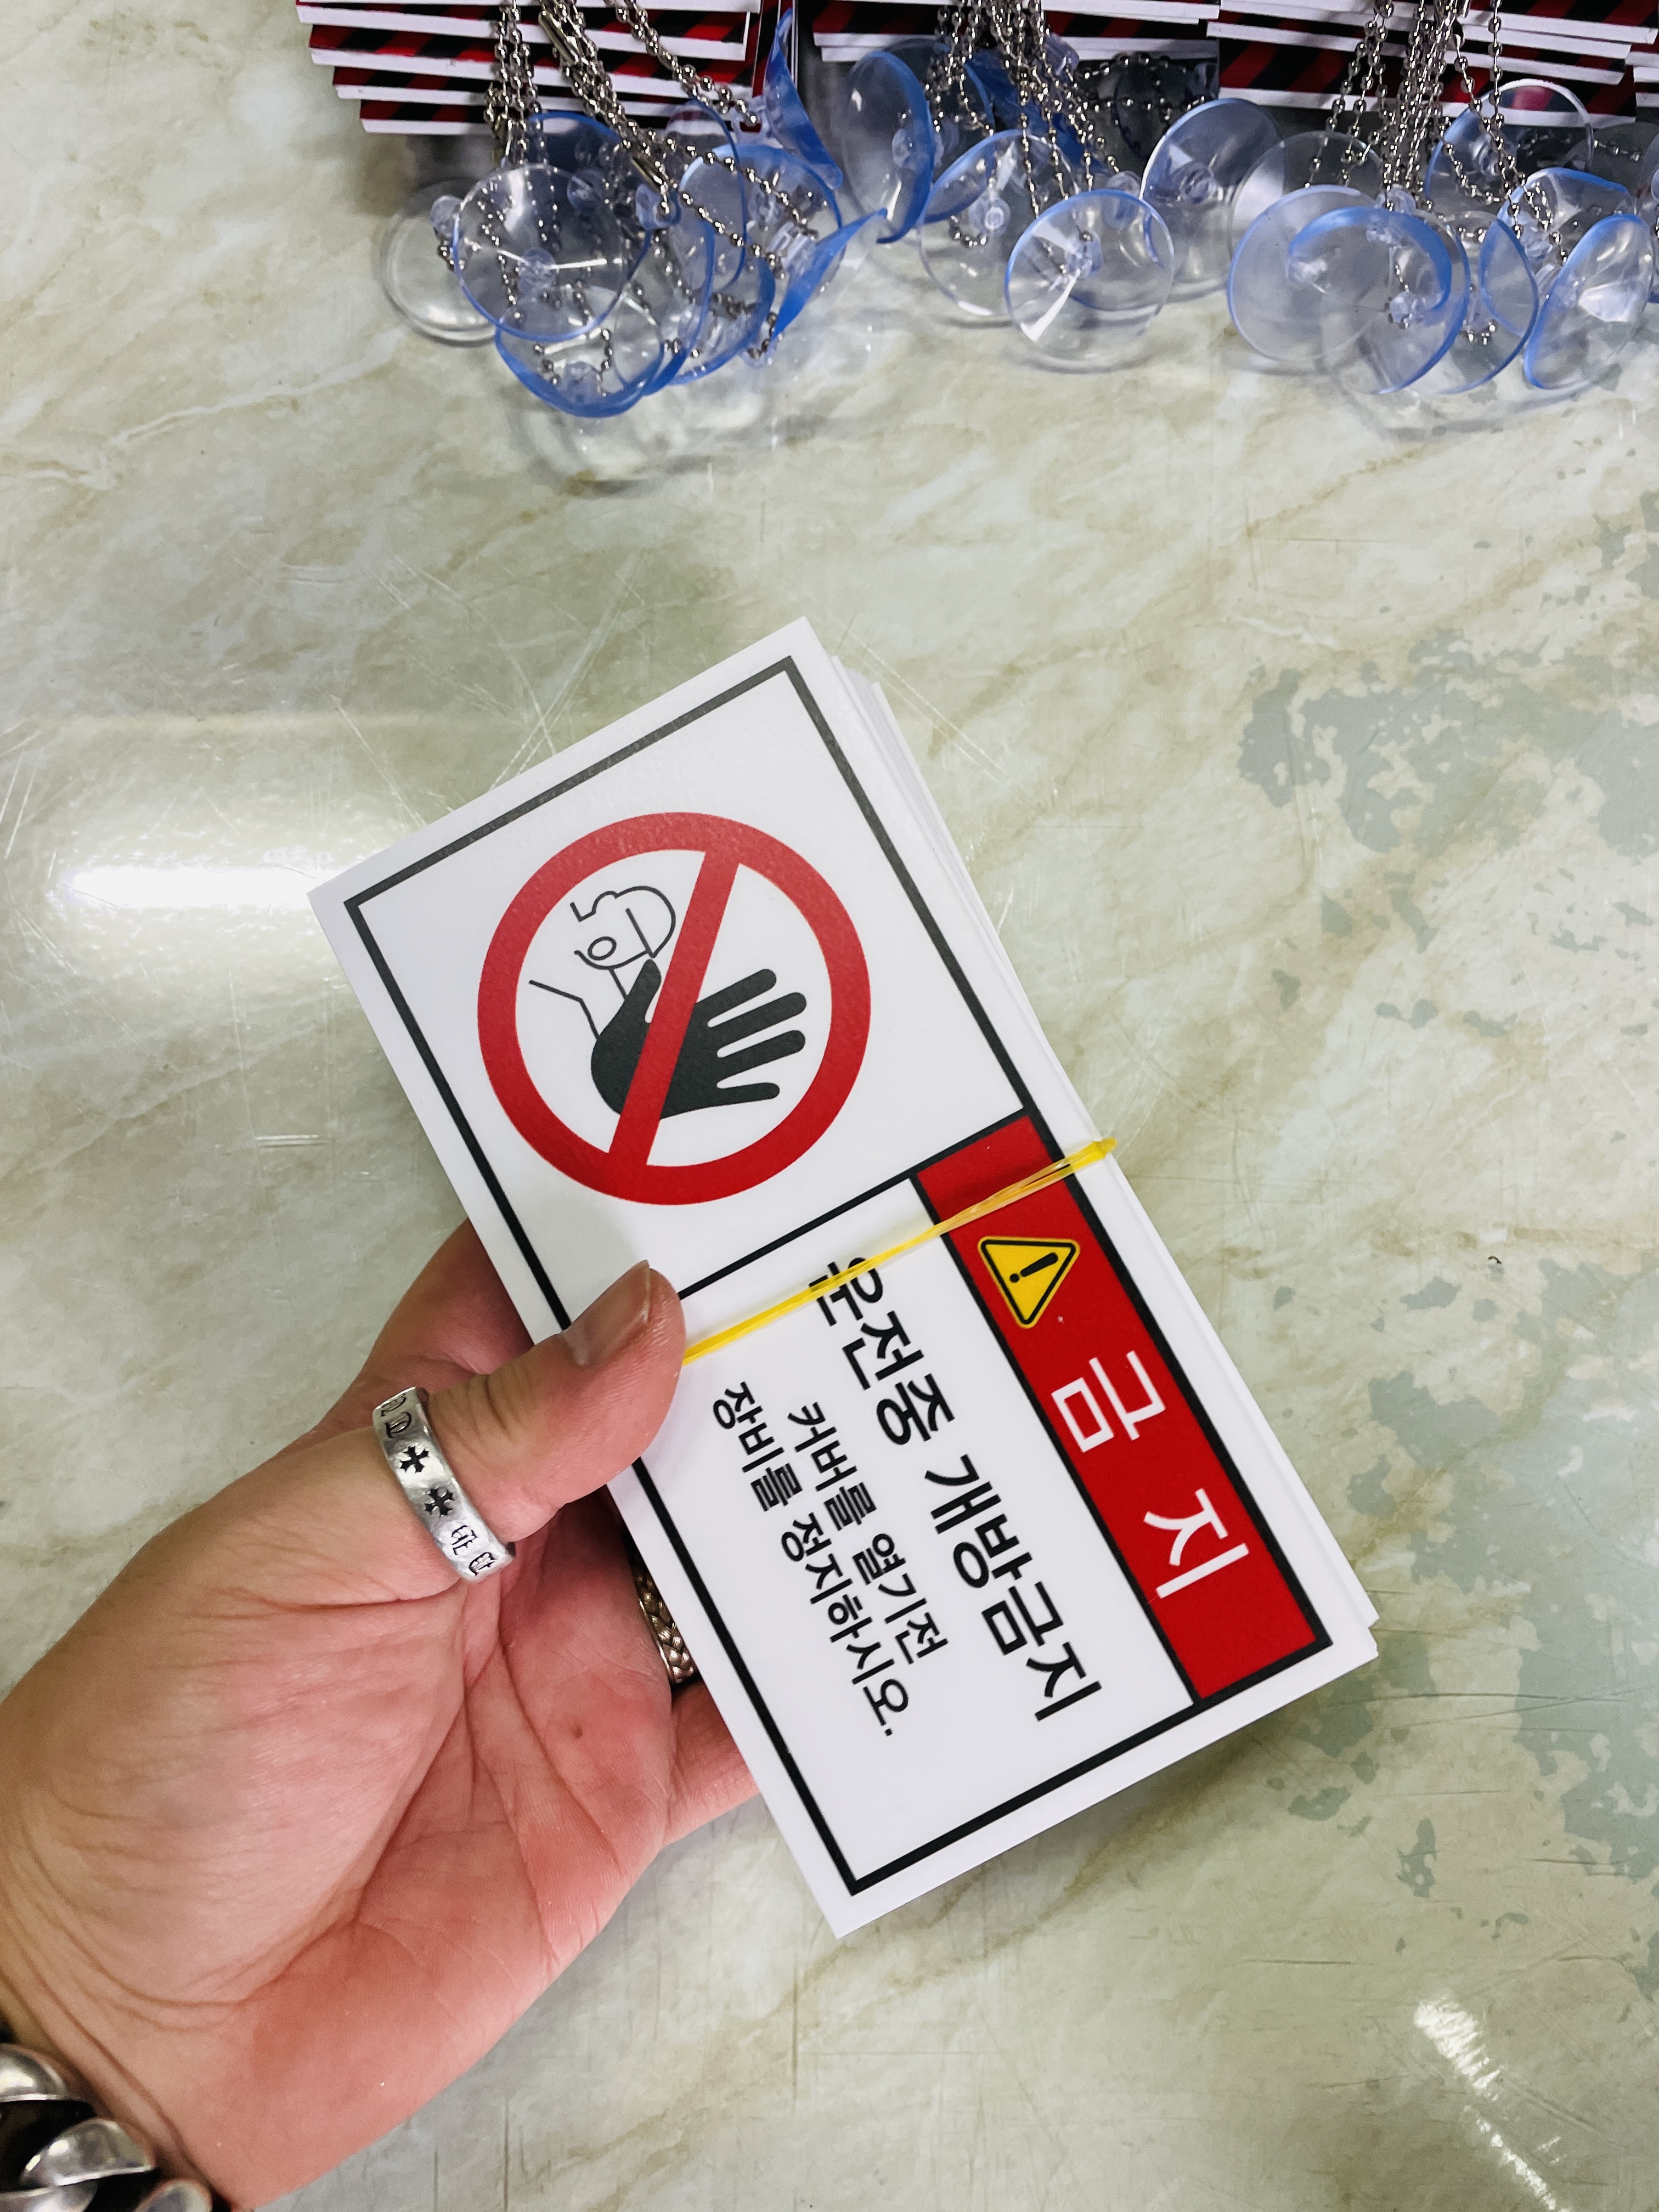 금지
운전중 개방금지
커버를 열기전
장비를 정지하시오.